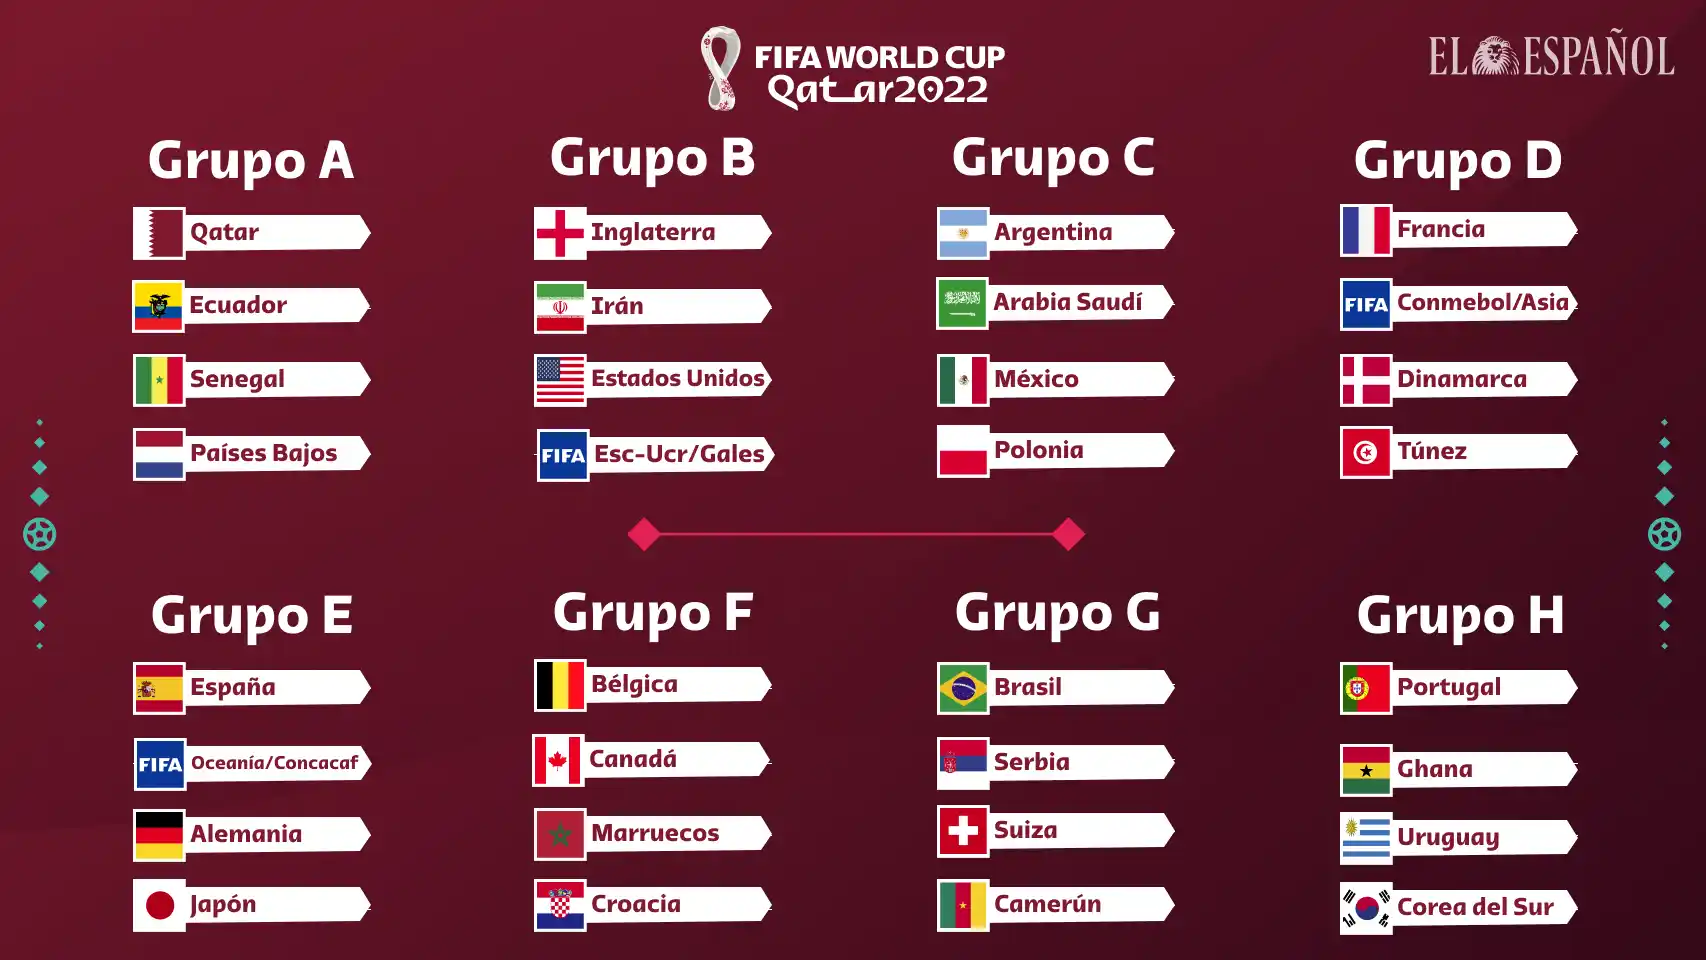 FIFA WORLD CUP
Qatar2022
EL ESPAÑOL
Grupo A
Qatar
Ecuador
Senegal
Países Bajos
Grupo B
Inglaterra
Irán
Estados Unidos
FIFA Esc-Ucr/Gales
Grupo C
Argentina
Arabia Saudí
México
Polonia
Grupo D
Francia
FIFA Conmebol/Asia
Dinamarca
Túnez
Grupo E
España
FIFA Oceanía/Concacaf
Alemania
Japón
Grupo F
Bélgica
Canadá
Marruecos
Croacia
Grupo G
Brasil
Serbia
Suiza
Camerún
Grupo H
Portugal
Ghana
Uruguay
Corea del Sur